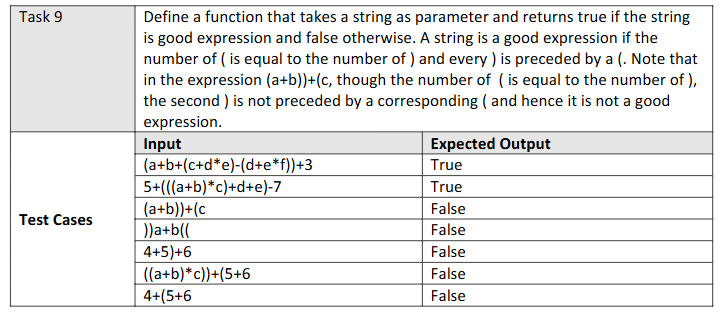 Task 9
Define a function that takes a string as parameter and returns true if the string
is good expression and false otherwise. A string is a good expression if the
number of ( is equal to the number of ) and every ) is preceded by a (. Note that
in the expression (a+b))+(c, though the number of  ( is equal to the number of ),
the second ) is not preceded by a corresponding ( and hence it is not a good
expression.
Test Cases
Input Expected Output
(a+b+(c+d*e)-(d+e*f))+3 True
5+(((a+b)*c)+d+e)-7 True
(a+b))+(c False
))a+b(( False
4+5)+6 False
((a+b)*c))+(5+6 False
4+(5+6 False